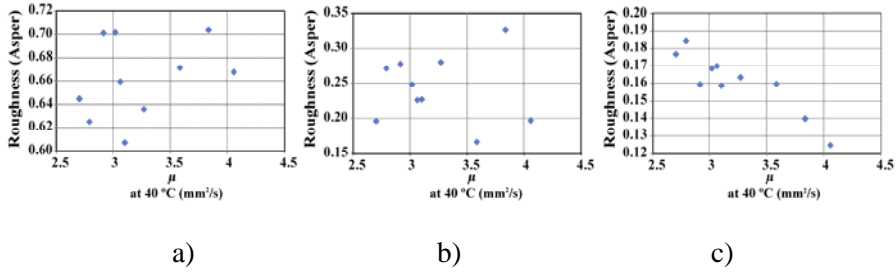 Roughness (Asper)
0.72
0.70
0.68
0.66
0.64
0.62
0.60
2.5 3 3.5 4 4.5
μ
at 40 ºC (mm²/s)
a)
Roughness (Asper)
0.35
0.30
0.25
0.20
0.15
2.5 3 3.5 4 4.5
μ
at 40 ºC (mm²/s)
b)
Roughness (Asper)
0.20
0.19
0.18
0.17
0.16
0.15
0.14
0.13
0.12
2.5 3 3.5 4 4.5
μ
at 40 ºC (mm²/s)
c)